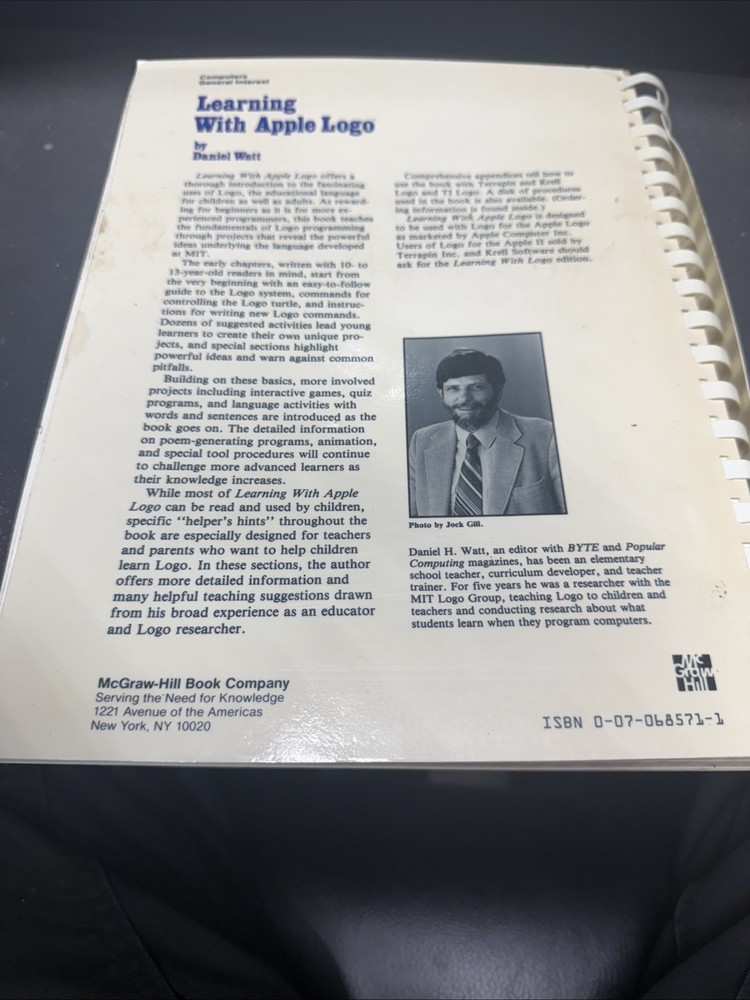 Computers
General Interest
Learning
With Apple Logo
by
Daniel Watt
Learning With Apple Logo offers a
thorough introduction to the fascinating
uses of Logo, the educational language
for children as well as adults. As reward-
ing for beginners as it is for more ex-
perienced programmers, this book teaches
the fundamentals of Logo programming
through projects that reveal the powerful
ideas underlying the language developed
at MIT.
The early chapters, written with 10- to
13-year-old readers in mind, start from
the very beginning with an easy-to-follow
guide to the Logo system, commands for
controlling the Logo turtle, and instruc-
tions for writing new Logo commands.
Dozens of suggested activities lead young
learners to create their own unique pro-
jects, and special sections highlight
powerful ideas and warn against common
pitfalls.
Building on these basics, more involved
projects including interactive games, quiz
programs, and language activities with
words and sentences are introduced as the
book goes on. The detailed information
on poem-generating programs, animation,
and special tool procedures will continue
to challenge more advanced learners as
their knowledge increases.
While most of Learning With Apple
Logo can be read and used by children,
specific "helper's hints" throughout the
book are especially designed for teachers
and parents who want to help children
learn Logo. In these sections, the author
offers more detailed information and
many helpful teaching suggestions drawn
from his broad experience as an educator
and Logo researcher.
Comprehensive appendices tell how to
use the book with Terrapin and Krell
Logo and TI Logo. A disk of procedures
used in the book is also available. (Order-
ing information is found inside.)
Learning With Apple Logo is designed
to be used with Logo for the Apple Logo
as marketed by Apple Computer Inc.
Users of Logo for the Apple II sold by
Terrapin Inc. and Krell Software should
ask for the Learning With Logo edition.
Photo by Jock Gill.
Daniel H. Watt, an editor with BYTE and Popular
Computing magazines, has been an elementary
school teacher, curriculum developer, and teacher
trainer. For five years he was a researcher with the
MIT Logo Group, teaching Logo to children and
teachers and conducting research about what
students learn when they program computers.
McGraw-Hill Book Company
Serving the Need for Knowledge
1221 Avenue of the Americas
New York, NY 10020
Mc
Graw
Hill
ISBN 0-07-068571-1